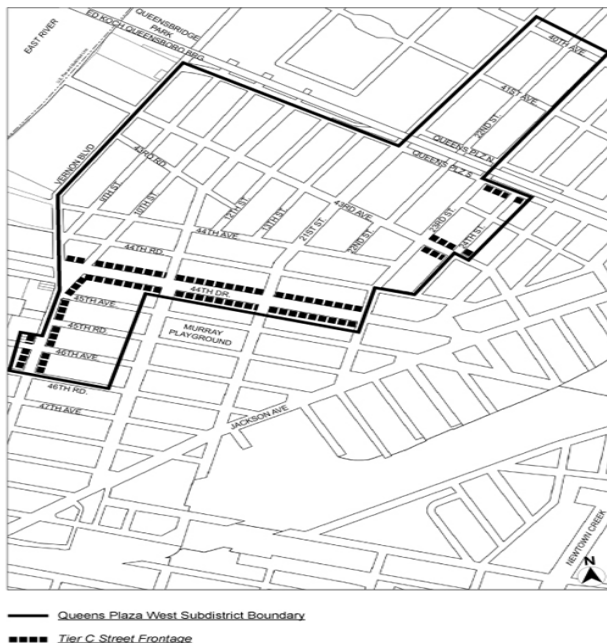 ED KOCH QUEENSBORO BRG.
QUEENSBRIDGE
PARK
EAST RIVER
40TH AVE.
41ST AVE.
22ND ST.
QUEENS PLZ N.
QUEENS PLZ S.
VERNON BLVD
43RD RD.
9TH ST.
10TH ST.
12TH ST.
13TH ST.
21ST ST.
22ND ST.
43RD AVE.
23RD ST.
24TH ST.
44TH AVE.
44TH RD.
44TH DR.
45TH AVE.
45TH RD.
46TH AVE.
46TH RD.
47TH AVE.
MURRAY
PLAYGROUND
JACKSON AVE
NEWTOWN CREEK
N
Queens Plaza West Subdistrict Boundary
Tier C Street Frontage